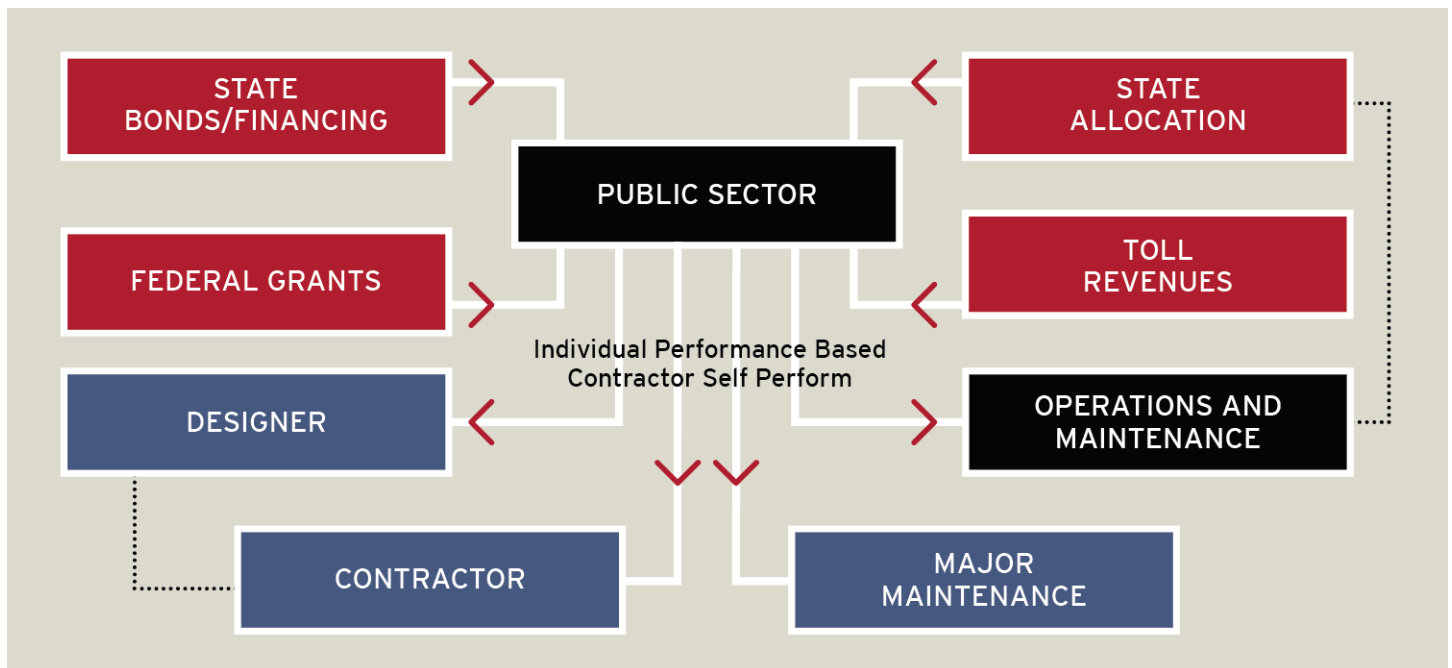 STATE
BONDS/FINANCING
STATE
ALLOCATION
PUBLIC SECTOR
FEDERAL GRANTS
TOLL
REVENUES
Individual Performance Based
Contractor Self Perform
DESIGNER
OPERATIONS AND
MAINTENANCE
CONTRACTOR
MAJOR
MAINTENANCE